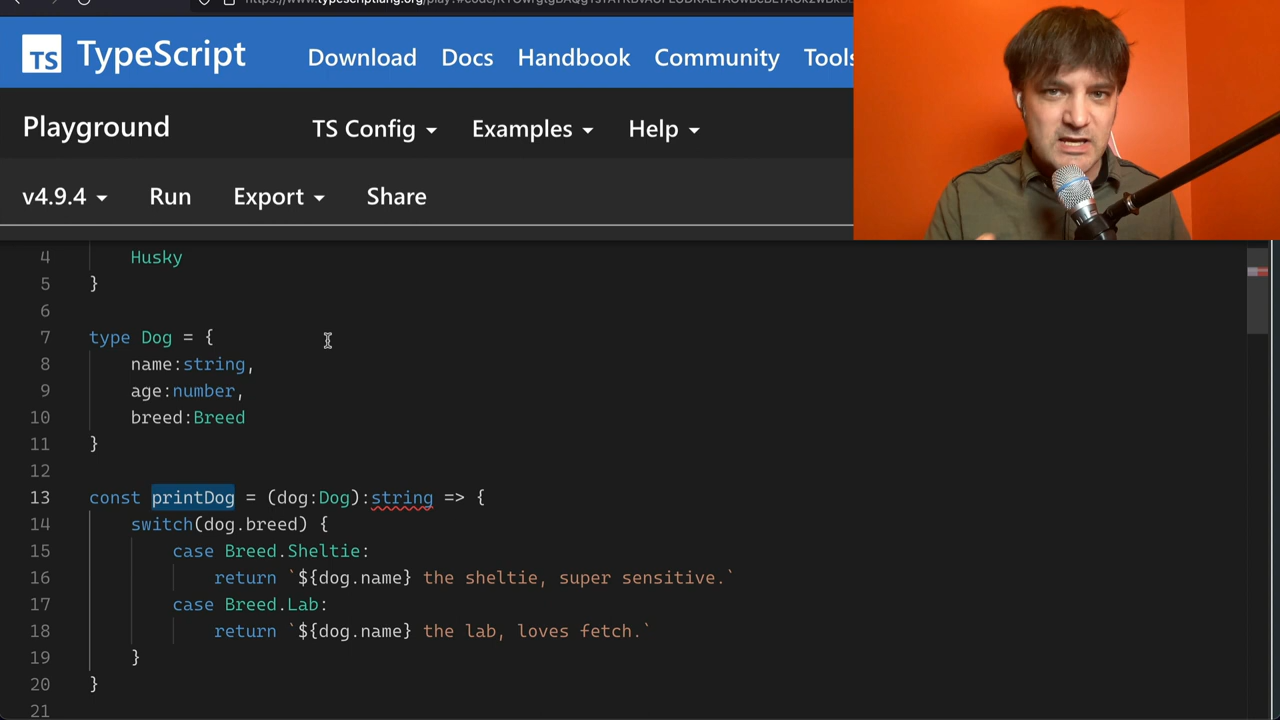 TS TypeScript Download Docs Handbook Community Tools
Playground TS Config Examples Help
v4.9.4 Run Export Share
4 Husky
5 }
6
7 type Dog = {
8 name:string,
9 age:number,
10 breed:Breed
11 }
12
13 const printDog = (dog:Dog):string => {
14 switch(dog.breed) {
15 case Breed.Sheltie:
16 return `${dog.name} the sheltie, super sensitive.`
17 case Breed.Lab:
18 return `${dog.name} the lab, loves fetch.`
19 }
20 }
21